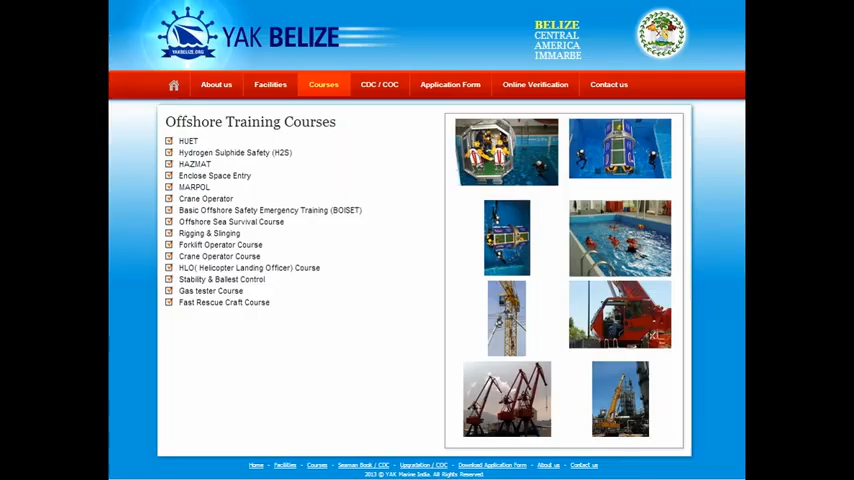 YAKBELIZE.ORG
YAK BELIZE
BELIZE
CENTRAL
AMERICA
IMMARBE
About us
Facilities
Courses
CDC / COC
Application Form
Online Verification
Contact us
Offshore Training Courses
HUET
Hydrogen Sulphide Safety (H2S)
HAZMAT
Enclose Space Entry
MARPOL
Crane Operator
Basic Offshore Safety Emergency Training (BOISET)
Offshore Sea Survival Course
Rigging & Slinging
Forklift Operator Course
Crane Operator Course
HLO( Helicopter Landing Officer) Course
Stability & Ballest Control
Gas tester Course
Fast Rescue Craft Course
Home - Facilities - Courses - Seaman Book / CDC - Upgradation / COC - Download Application Form - About us - Contact us
2013 © YAK Marine India. All Rights Reserved